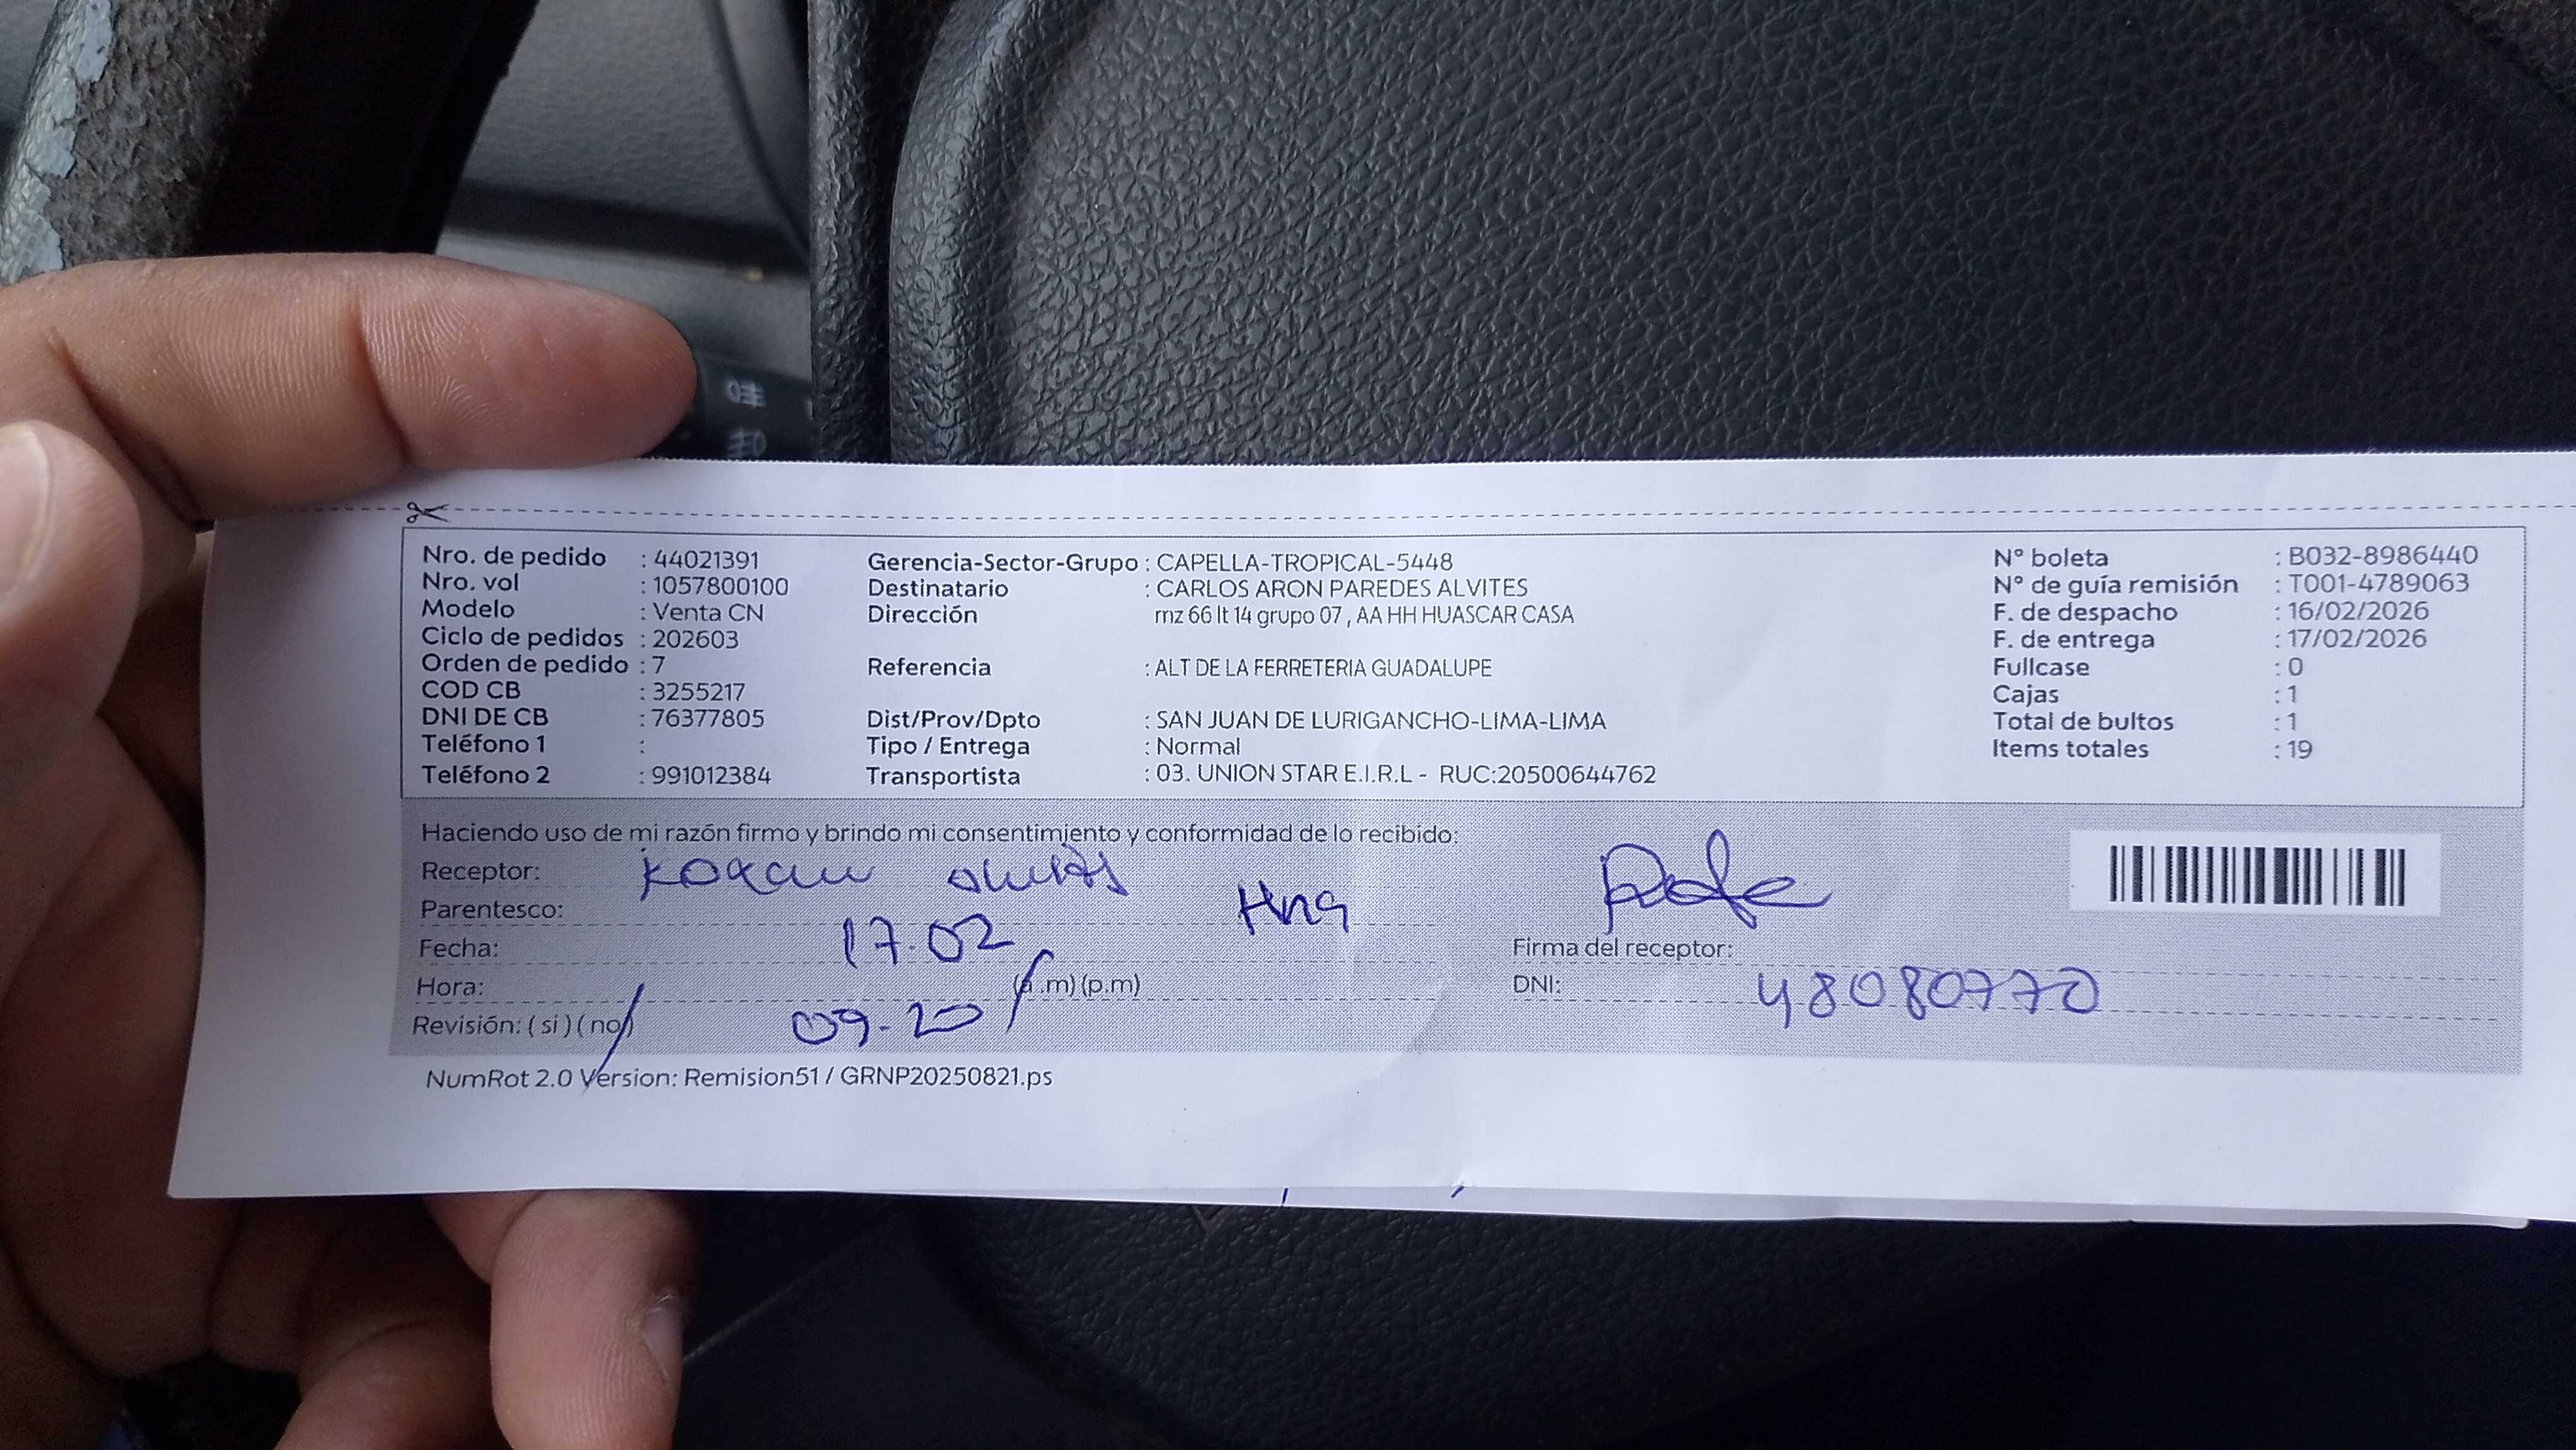 Nro. de pedido : 44021391
Nro. vol : 1057800100
Modelo : Venta CN
Ciclo de pedidos : 202603
Orden de pedido : 7
COD CB : 3255217
DNI DE CB : 76377805
Teléfono 1 :
Teléfono 2 : 991012384
Gerencia-Sector-Grupo : CAPELLA-TROPICAL-5448
Destinatario : CARLOS ARON PAREDES ALVITES
Dirección mz 66 lt 14 grupo 07 , AA HH HUASCAR CASA
Referencia : ALT DE LA FERRETERIA GUADALUPE
Dist/Prov/Dpto : SAN JUAN DE LURIGANCHO-LIMA-LIMA
Tipo / Entrega : Normal
Transportista : 03. UNION STAR E.I.R.L - RUC:20500644762
N° boleta : B032-8986440
N° de guía remisión : T001-4789063
F. de despacho : 16/02/2026
F. de entrega : 17/02/2026
Fullcase : 0
Cajas : 1
Total de bultos : 1
Items totales : 19
Haciendo uso de mi razón firmo y brindo mi consentimiento y conformidad de lo recibido:
Receptor:
Parentesco: Hna
Fecha: 17.02
Hora: (a.m) (p.m)
Revisión: ( si ) ( no ) 09-20
Firma del receptor:
DNI: 48080770
NumRot 2.0 Version: Remision51 / GRNP20250821.ps